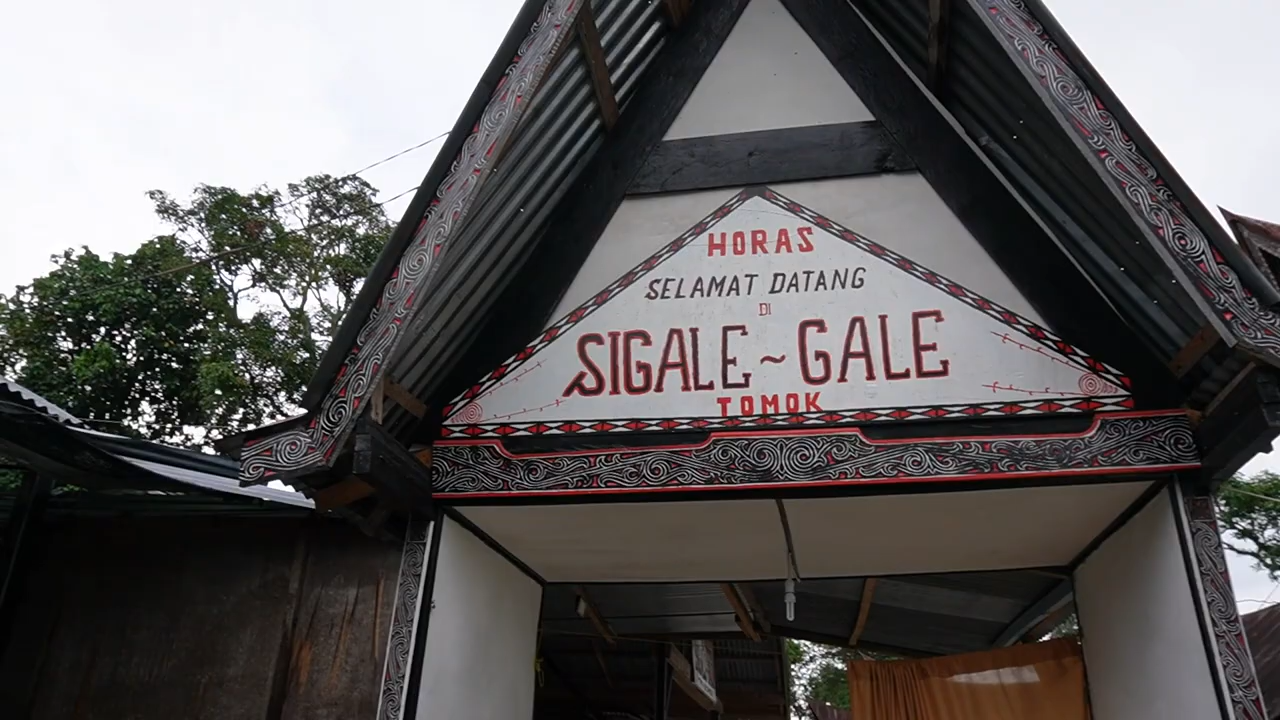 HORAS
SELAMAT DATANG
DI
SIGALE~GALE
TOMOK